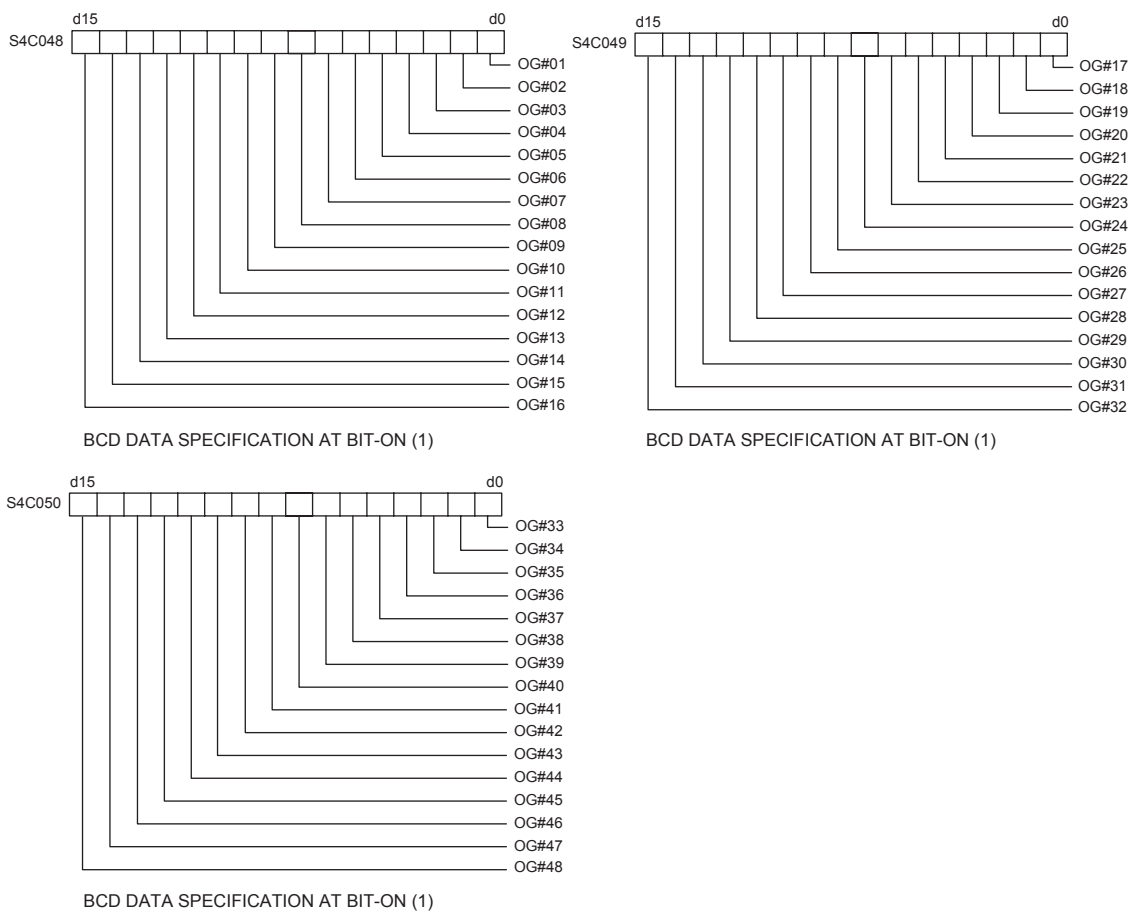 d15 d0
S4C048
OG#01
OG#02
OG#03
OG#04
OG#05
OG#06
OG#07
OG#08
OG#09
OG#10
OG#11
OG#12
OG#13
OG#14
OG#15
OG#16
BCD DATA SPECIFICATION AT BIT-ON (1)
d15 d0
S4C049
OG#17
OG#18
OG#19
OG#20
OG#21
OG#22
OG#23
OG#24
OG#25
OG#26
OG#27
OG#28
OG#29
OG#30
OG#31
OG#32
BCD DATA SPECIFICATION AT BIT-ON (1)
d15 d0
S4C050
OG#33
OG#34
OG#35
OG#36
OG#37
OG#38
OG#39
OG#40
OG#41
OG#42
OG#43
OG#44
OG#45
OG#46
OG#47
OG#48
BCD DATA SPECIFICATION AT BIT-ON (1)